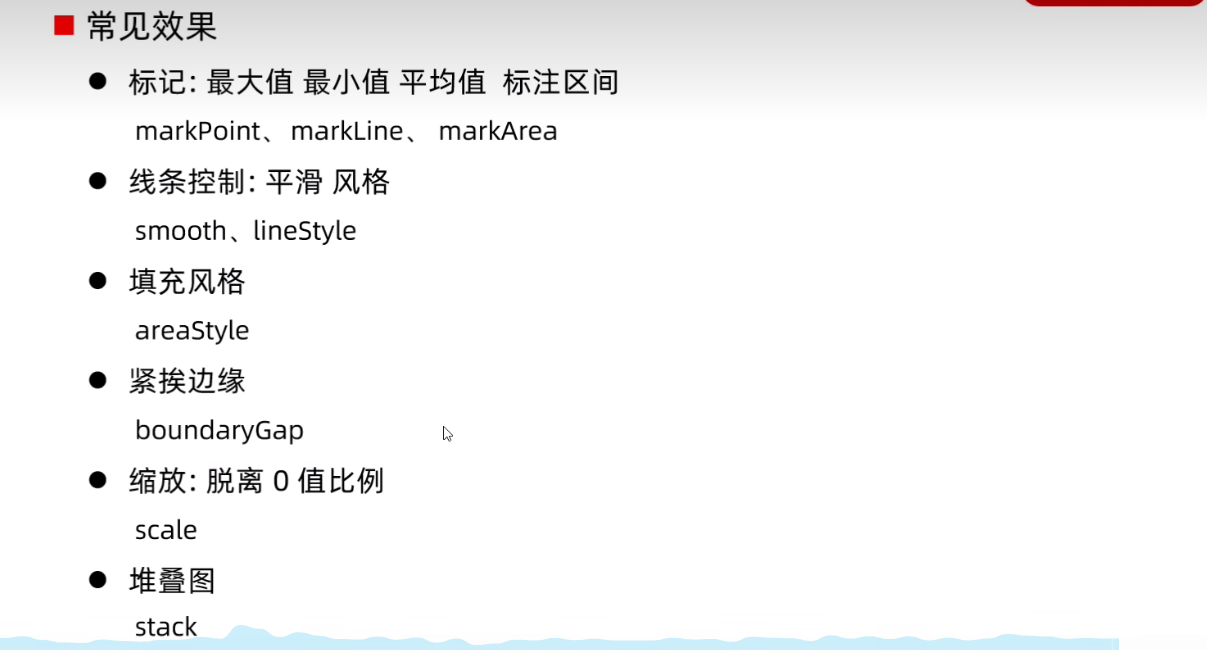 常见效果
标记: 最大值 最小值 平均值 标注区间
markPoint、markLine、 markArea
线条控制: 平滑 风格
smooth、lineStyle
填充风格
areaStyle
紧挨边缘
boundaryGap
缩放: 脱离 0 值比例
scale
堆叠图
stack